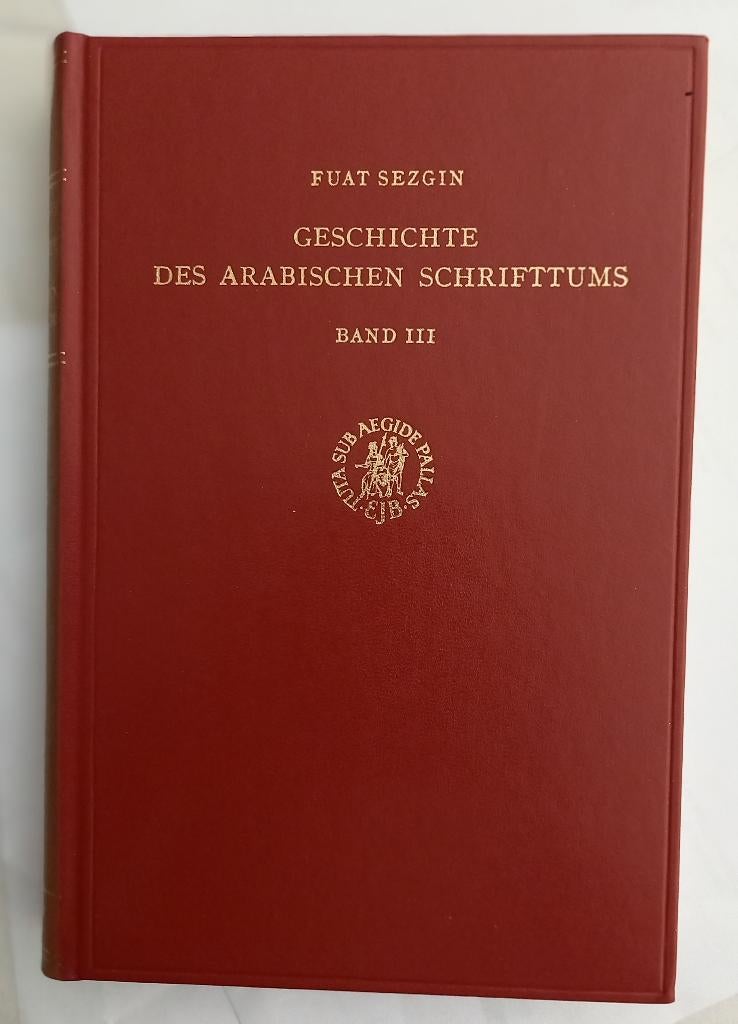 FUAT SEZGIN
GESCHICHTE
DES ARABISCHEN SCHRIFTTUMS
BAND III
TUTA SUB AEGIDE PALLAS
EJB